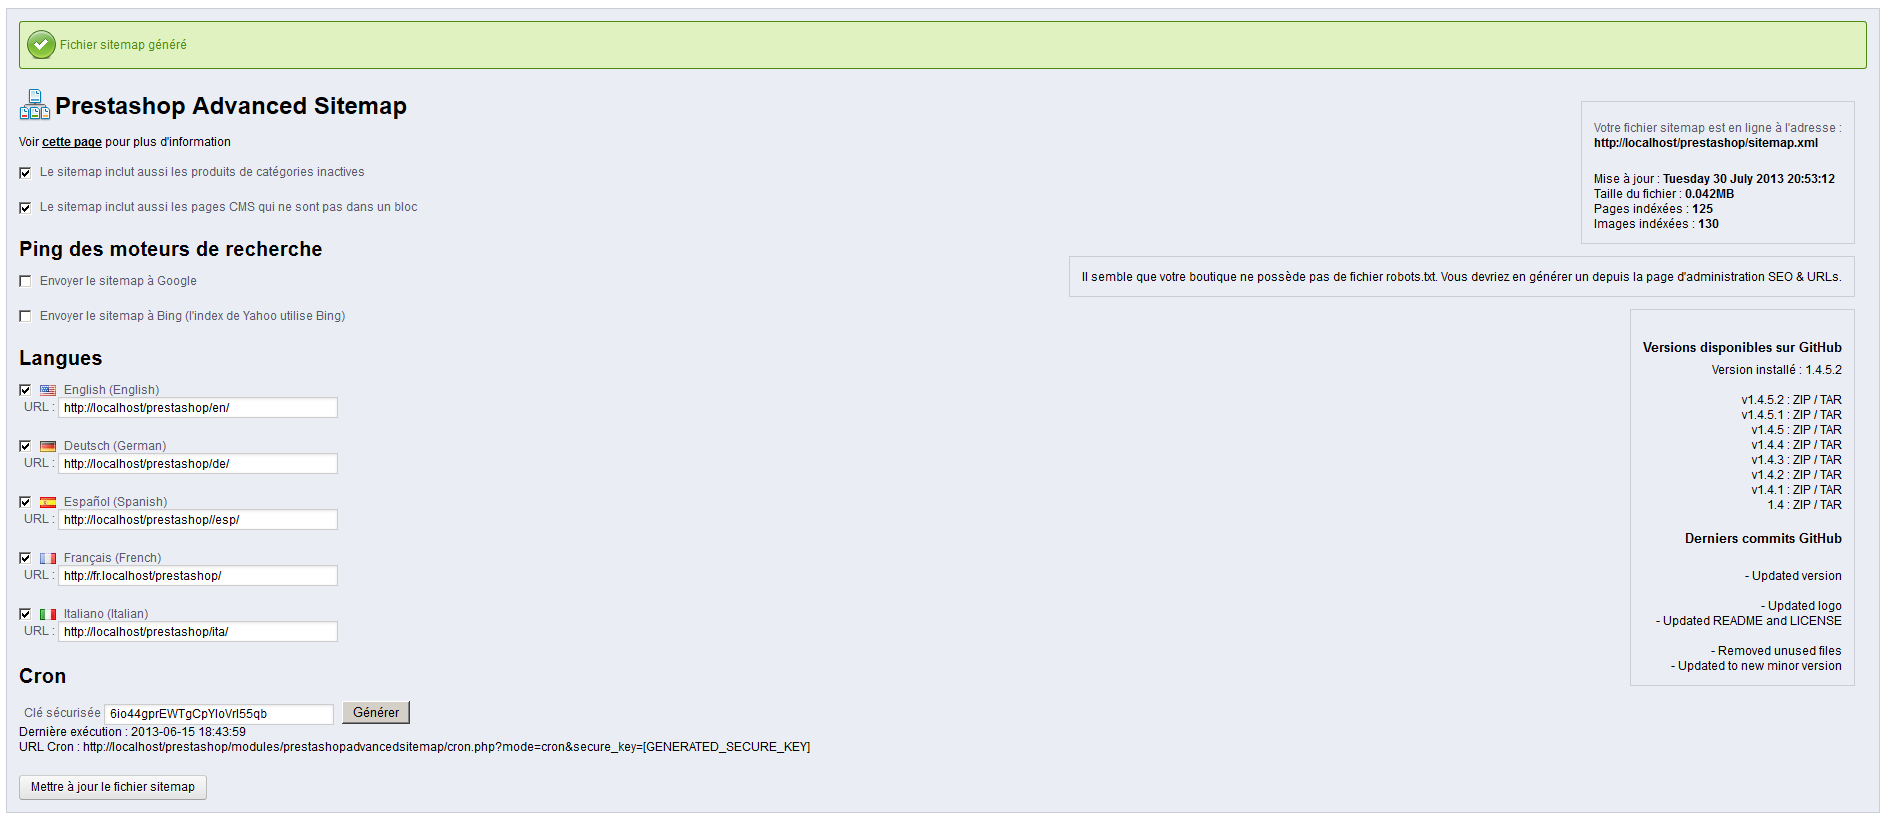 Fichier sitemap généré
Prestashop Advanced Sitemap
Voir cette page pour plus d'information
Le sitemap inclut aussi les produits de catégories inactives
Le sitemap inclut aussi les pages CMS qui ne sont pas dans un bloc
Ping des moteurs de recherche
Envoyer le sitemap à Google
Envoyer le sitemap à Bing (l'index de Yahoo utilise Bing)
Langues
English (English)
URL : http://localhost/prestashop/en/
Deutsch (German)
URL : http://localhost/prestashop/de/
Español (Spanish)
URL : http://localhost/prestashop//esp/
Français (French)
URL : http://fr.localhost/prestashop/
Italiano (Italian)
URL : http://localhost/prestashop/ita/
Cron
Clé sécurisée 6io44gprEWTgCpYloVrI55qb Générer
Dernière exécution : 2013-06-15 18:43:59
URL Cron : http://localhost/prestashop/modules/prestashopadvancedsitemap/cron.php?mode=cron&secure_key=[GENERATED_SECURE_KEY]
Mettre à jour le fichier sitemap
Votre fichier sitemap est en ligne à l'adresse :
http://localhost/prestashop/sitemap.xml
Mise à jour : Tuesday 30 July 2013 20:53:12
Taille du fichier : 0.042MB
Pages indéxées : 125
Images indéxées : 130
Il semble que votre boutique ne possède pas de fichier robots.txt. Vous devriez en générer un depuis la page d'administration SEO & URLs.
Versions disponibles sur GitHub
Version installé : 1.4.5.2
v1.4.5.2 : ZIP / TAR
v1.4.5.1 : ZIP / TAR
v1.4.5 : ZIP / TAR
v1.4.4 : ZIP / TAR
v1.4.3 : ZIP / TAR
v1.4.2 : ZIP / TAR
v1.4.1 : ZIP / TAR
1.4 : ZIP / TAR
Derniers commits GitHub
- Updated version
- Updated logo
- Updated README and LICENSE
- Removed unused files
- Updated to new minor version